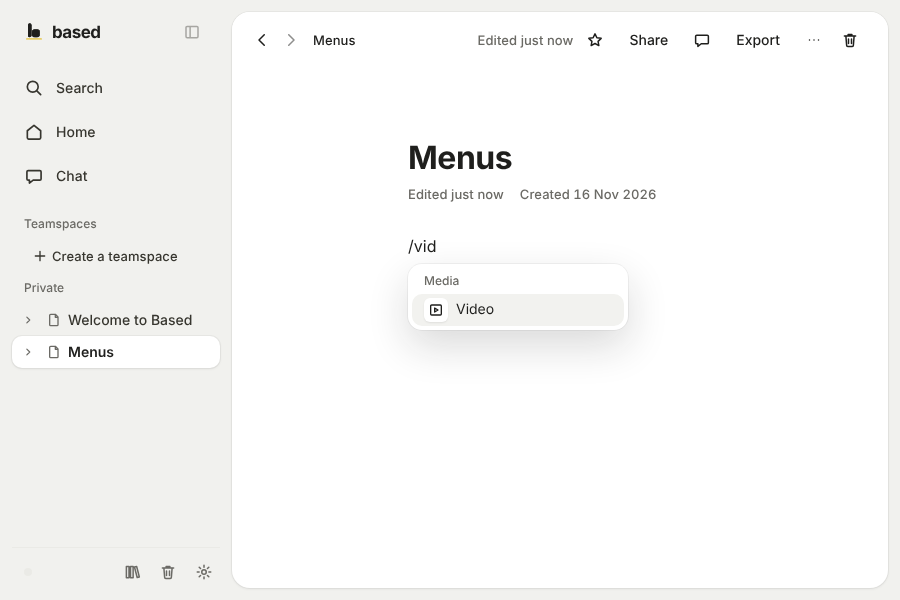 based
Search
Home
Chat
Teamspaces
Create a teamspace
Private
Welcome to Based
Menus
Menus
Edited just now
Share
Export
Menus
Edited just now Created 16 Nov 2026
/vid
Media
Video